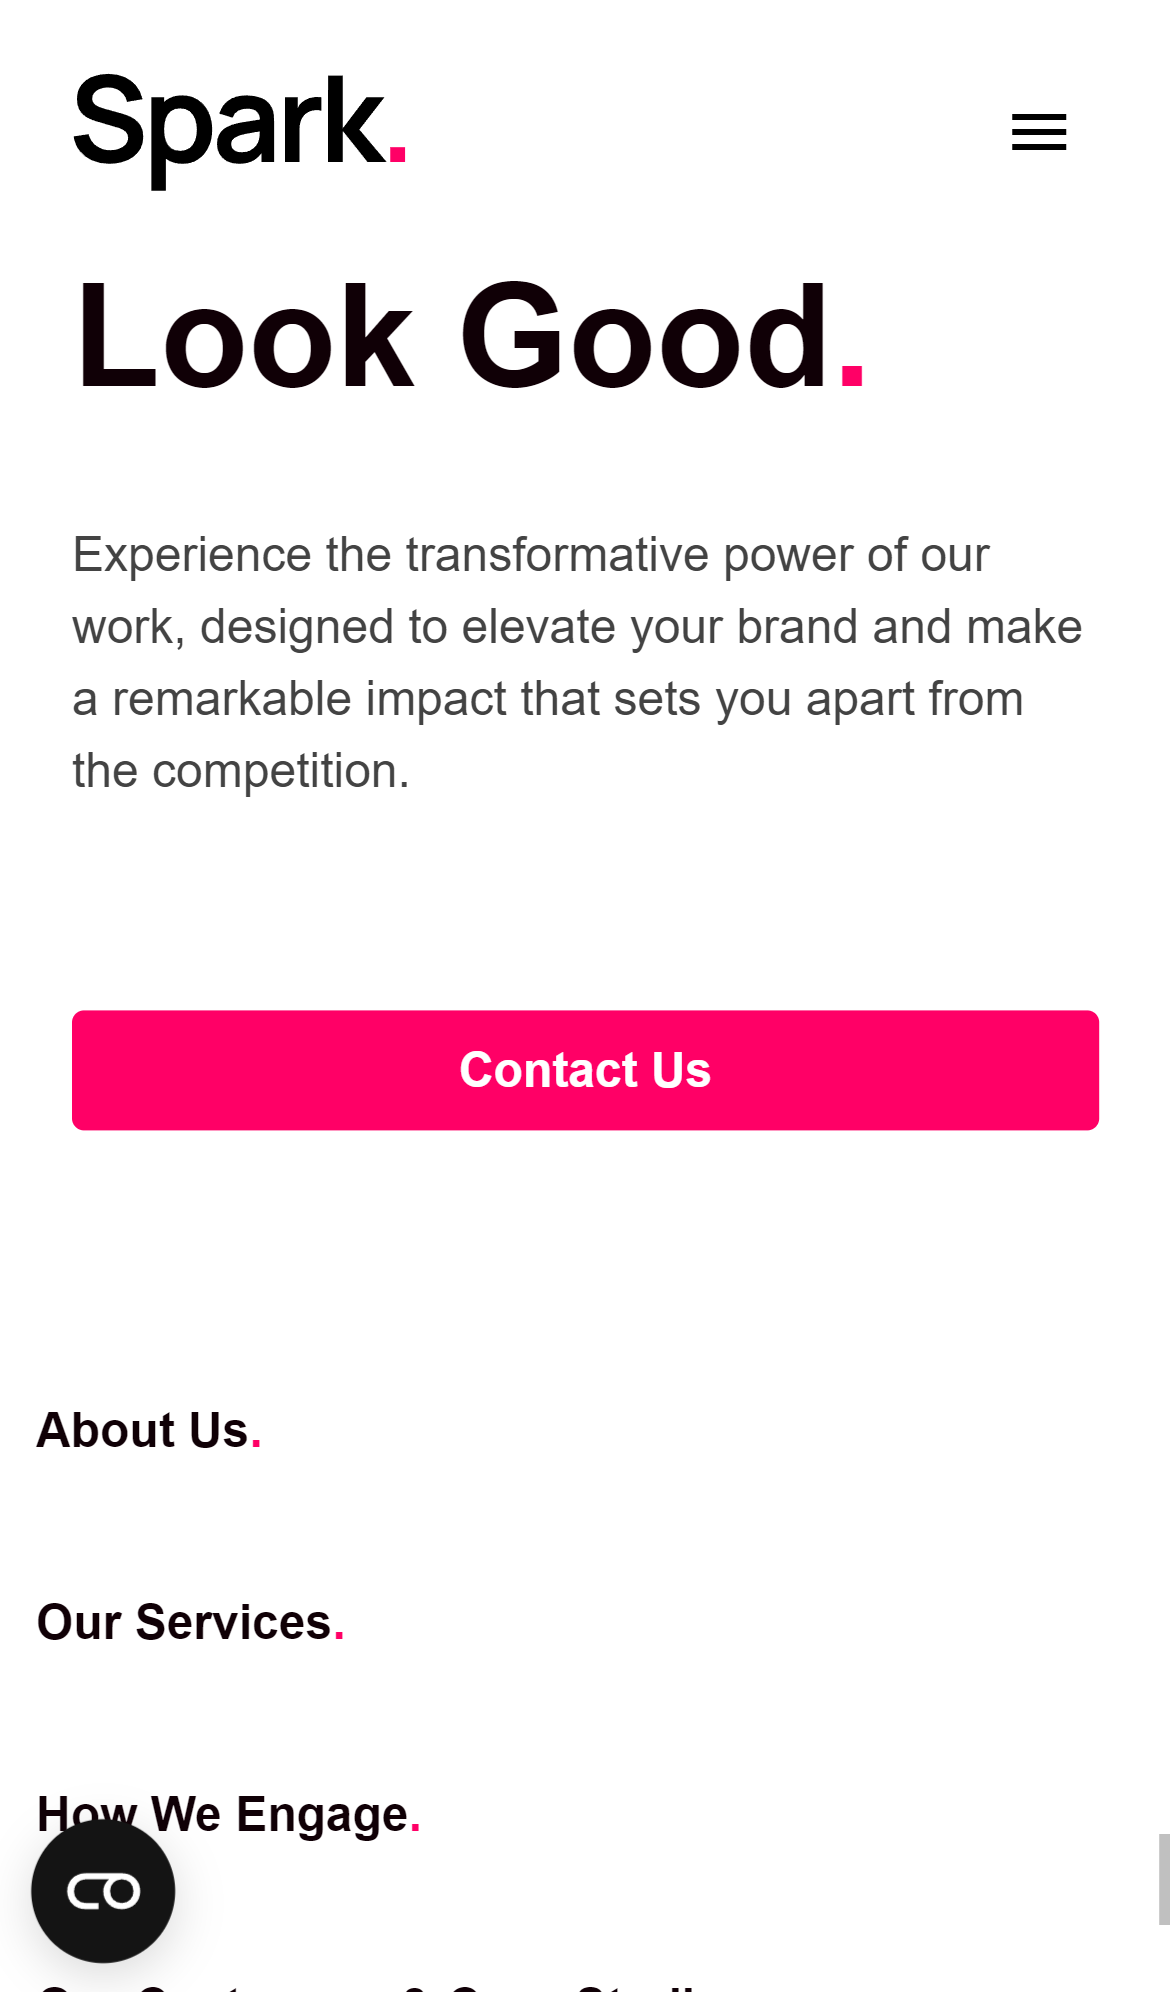 Spark.
Look Good.
Experience the transformative power of our
work, designed to elevate your brand and make
a remarkable impact that sets you apart from
the competition.
Contact Us
About Us.
Our Services.
How We Engage.